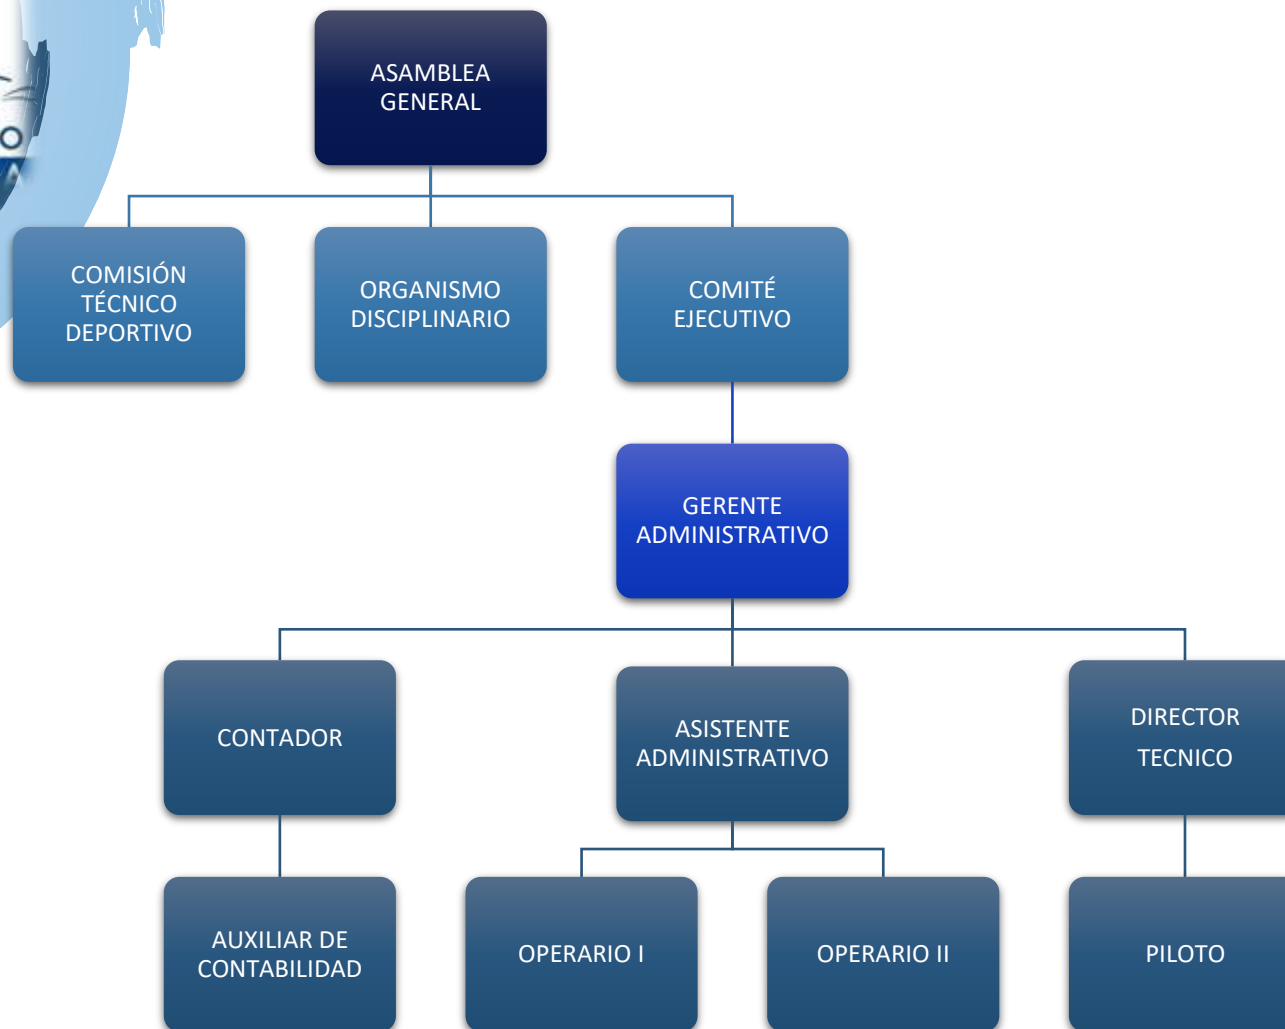 ASAMBLEA
GENERAL
COMISIÓN
TÉCNICO
DEPORTIVO
ORGANISMO
DISCIPLINARIO
COMITÉ
EJECUTIVO
GERENTE
ADMINISTRATIVO
CONTADOR
ASISTENTE
ADMINISTRATIVO
DIRECTOR
TECNICO
AUXILIAR DE
CONTABILIDAD
OPERARIO I
OPERARIO II
PILOTO